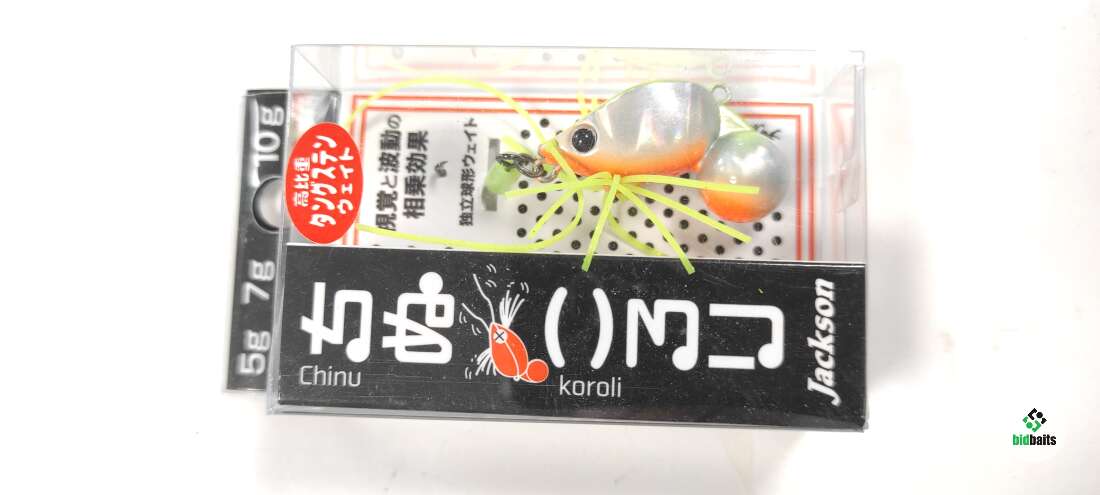 5g 7g 10g
高比重
タングステン
ウェイト
視覚と波動の
相乗効果
独立球形ウェイト
ちぬころり
Chinu
koroli
Jackson
bidbaits